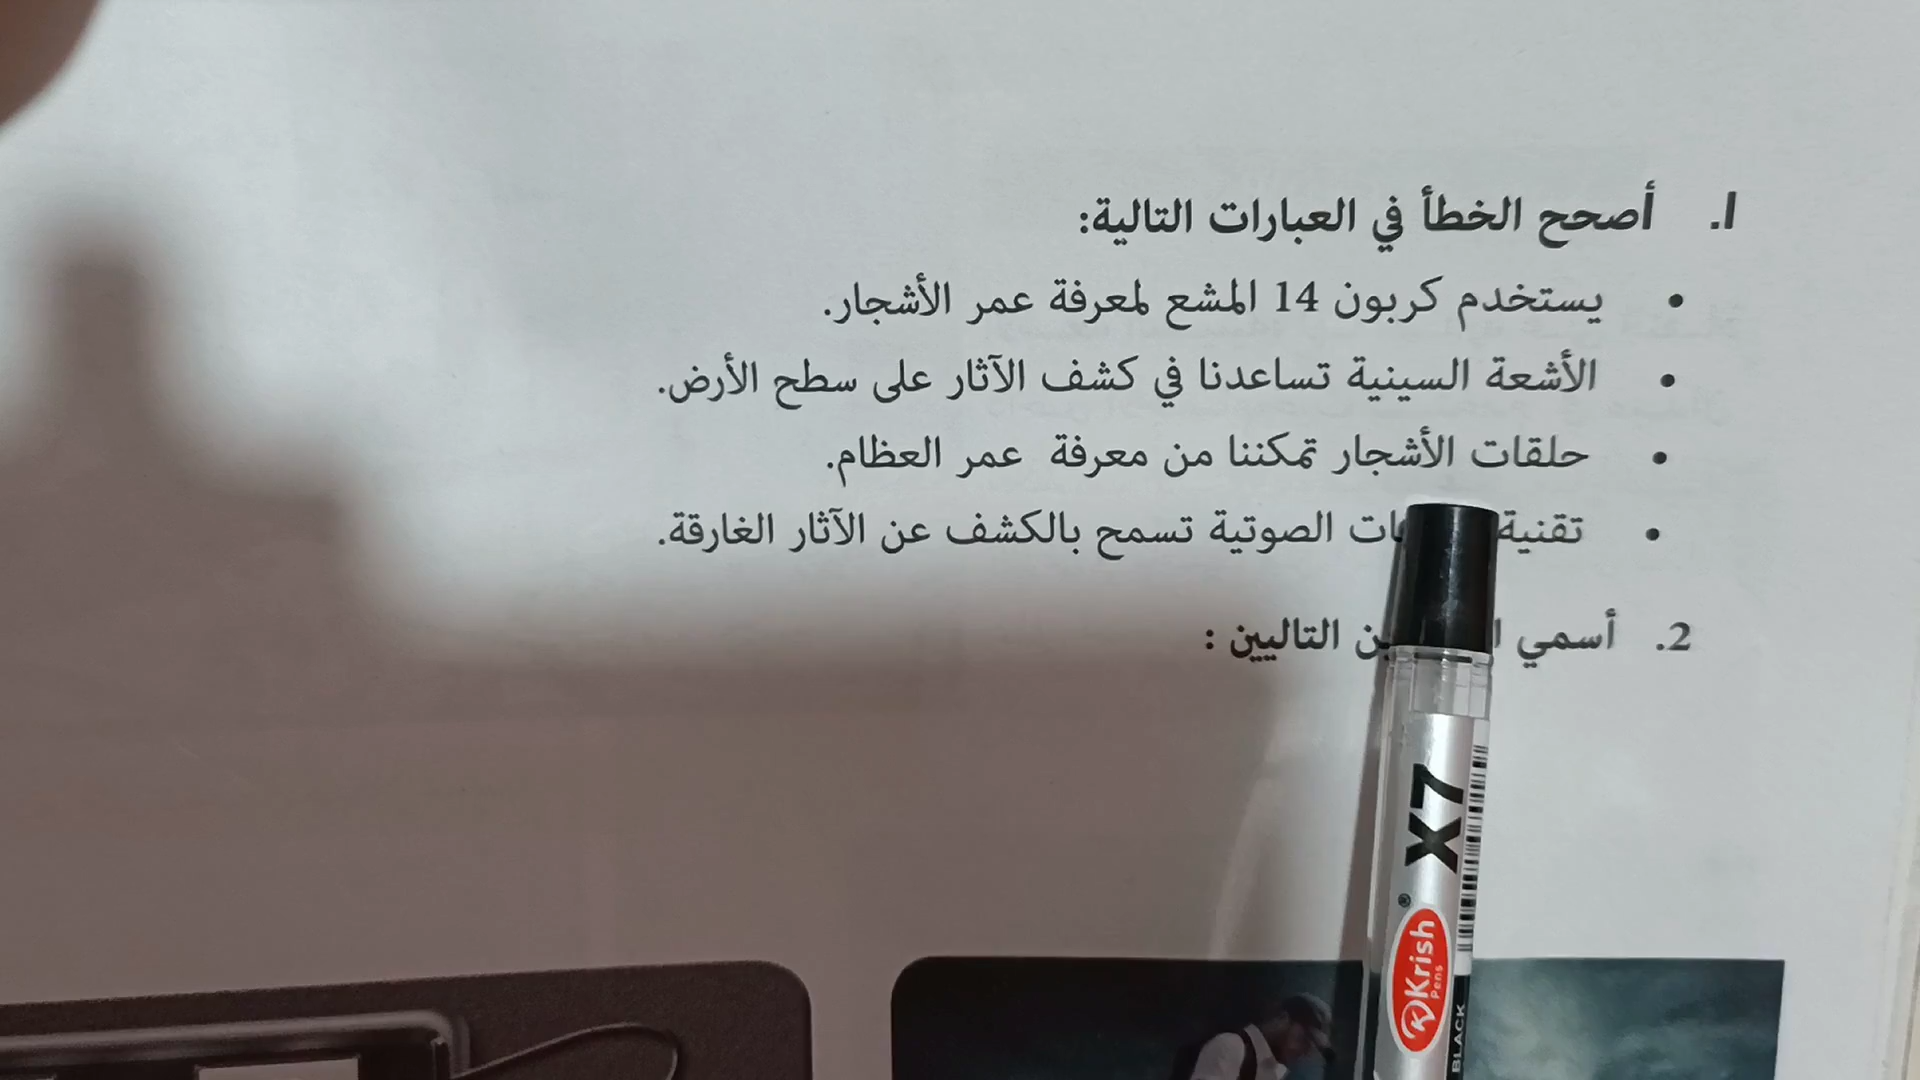 1. أصحح الخطأ في العبارات التالية:
• يستخدم كربون 14 المشع لمعرفة عمر الأشجار.
• الأشعة السينية تساعدنا في كشف الآثار على سطح الأرض.
• حلقات الأشجار تمكننا من معرفة عمر العظام.
• تقنية الصوتية تسمح بالكشف عن الآثار الغارقة.
2. أسمي التاليين :
X7
Krish
Pens
BLACK